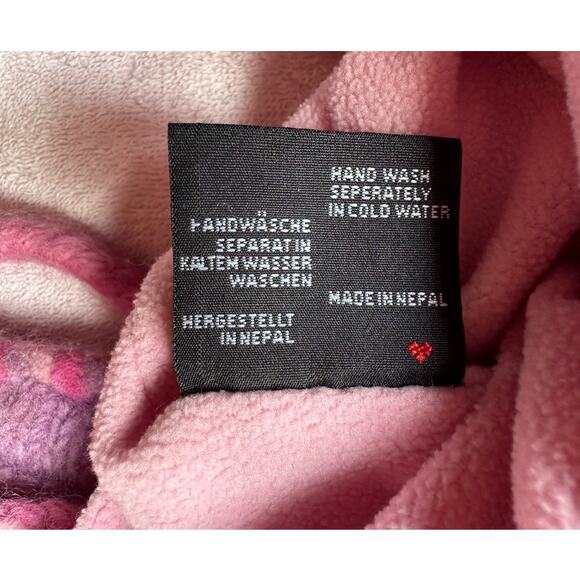 HAND WASH
SEPERATELY
IN COLD WATER
HANDWÄSCHE
SEPARAT IN
KALTEM WASSER
WASCHEN
MADE IN NEPAL
HERGESTELLT
IN NEPAL